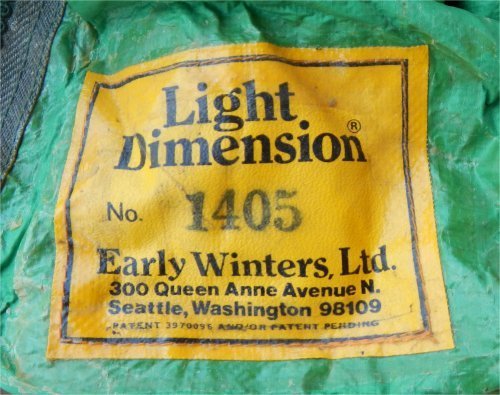 Light
Dimension®
No. 1405
Early Winters, Ltd.
300 Queen Anne Avenue N.
Seattle, Washington 98109
PATENT 3970096 AND/OR PATENT PENDING